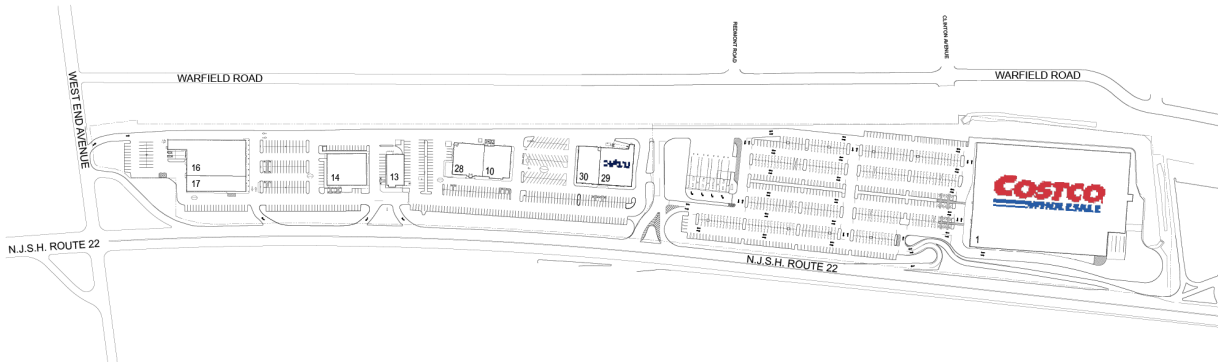 REDMONT ROAD
CLINTON AVENUE
WARFIELD ROAD
WARFIELD ROAD
WEST END AVENUE
16
17
14
13
28
10
30
29
COSTCO
WHOLESALE
1
N.J.S.H. ROUTE 22
N.J.S.H. ROUTE 22